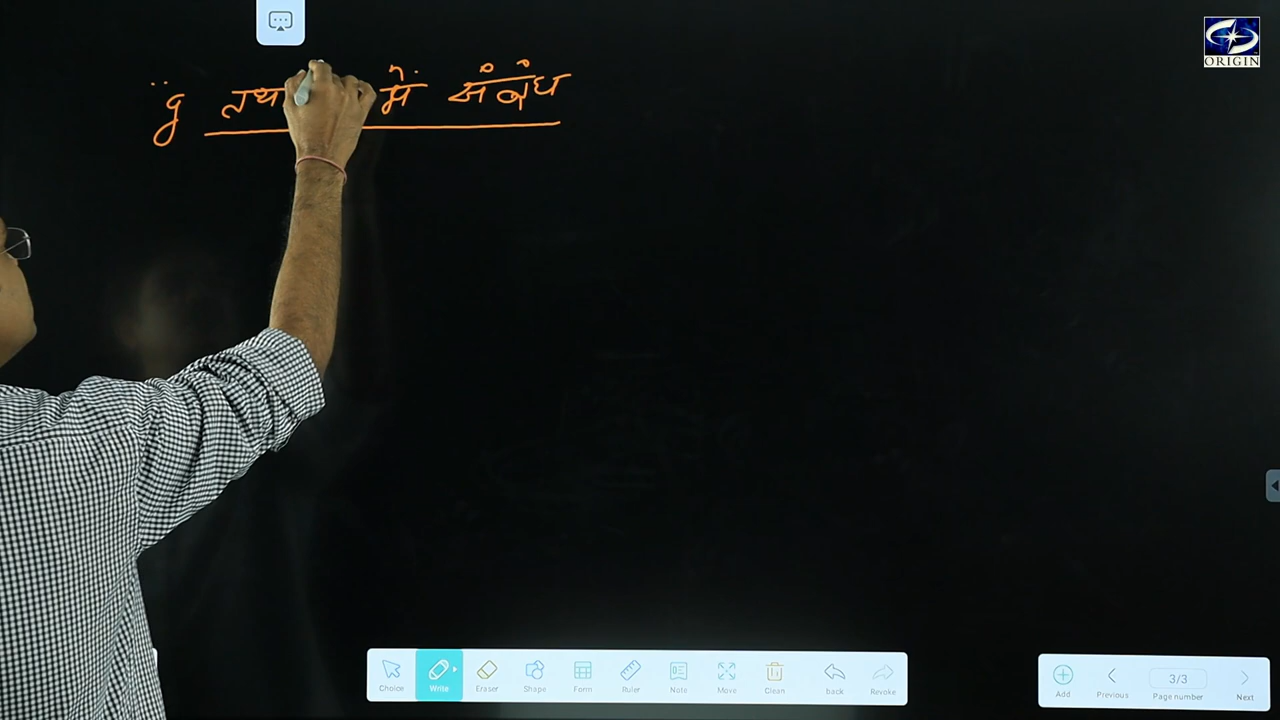 g तथा में संबंध
ORIGIN
Choice Write Eraser Shape Form Ruler Note Move Clean back Revoke
Add Previous 3/3 Page number Next